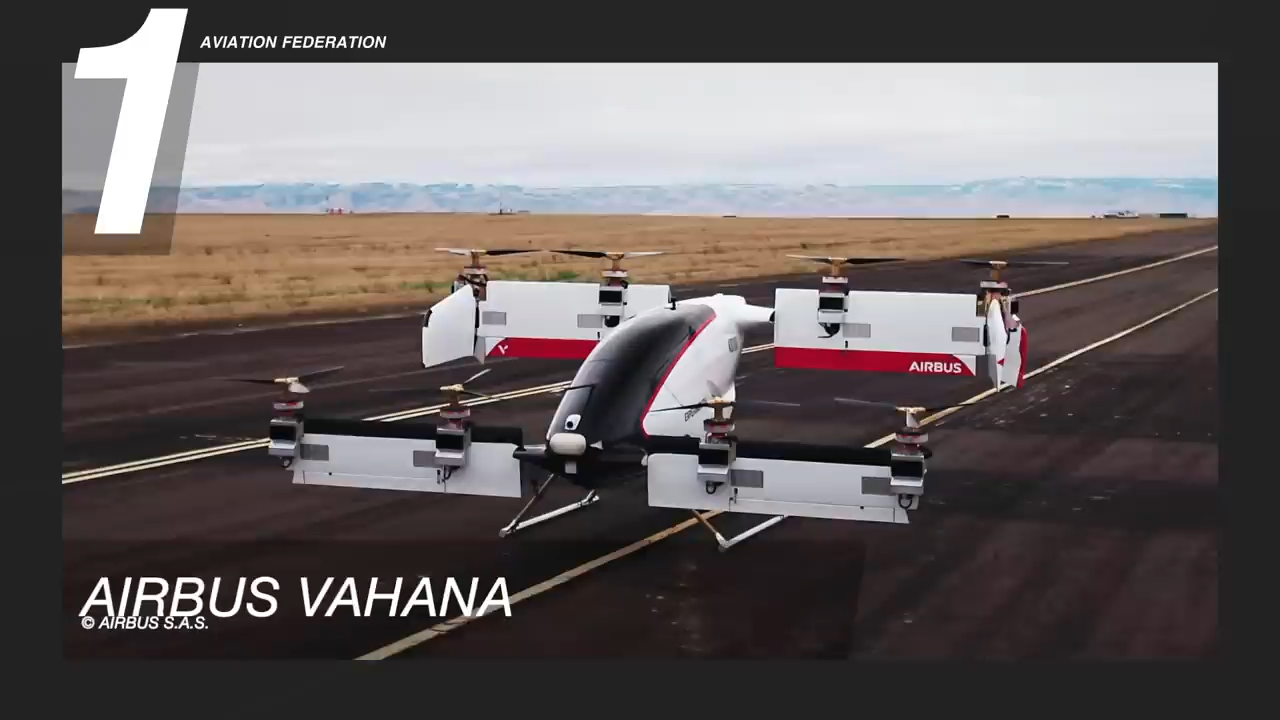 1
AVIATION FEDERATION
AIRBUS
AIRBUS VAHANA
© AIRBUS S.A.S.